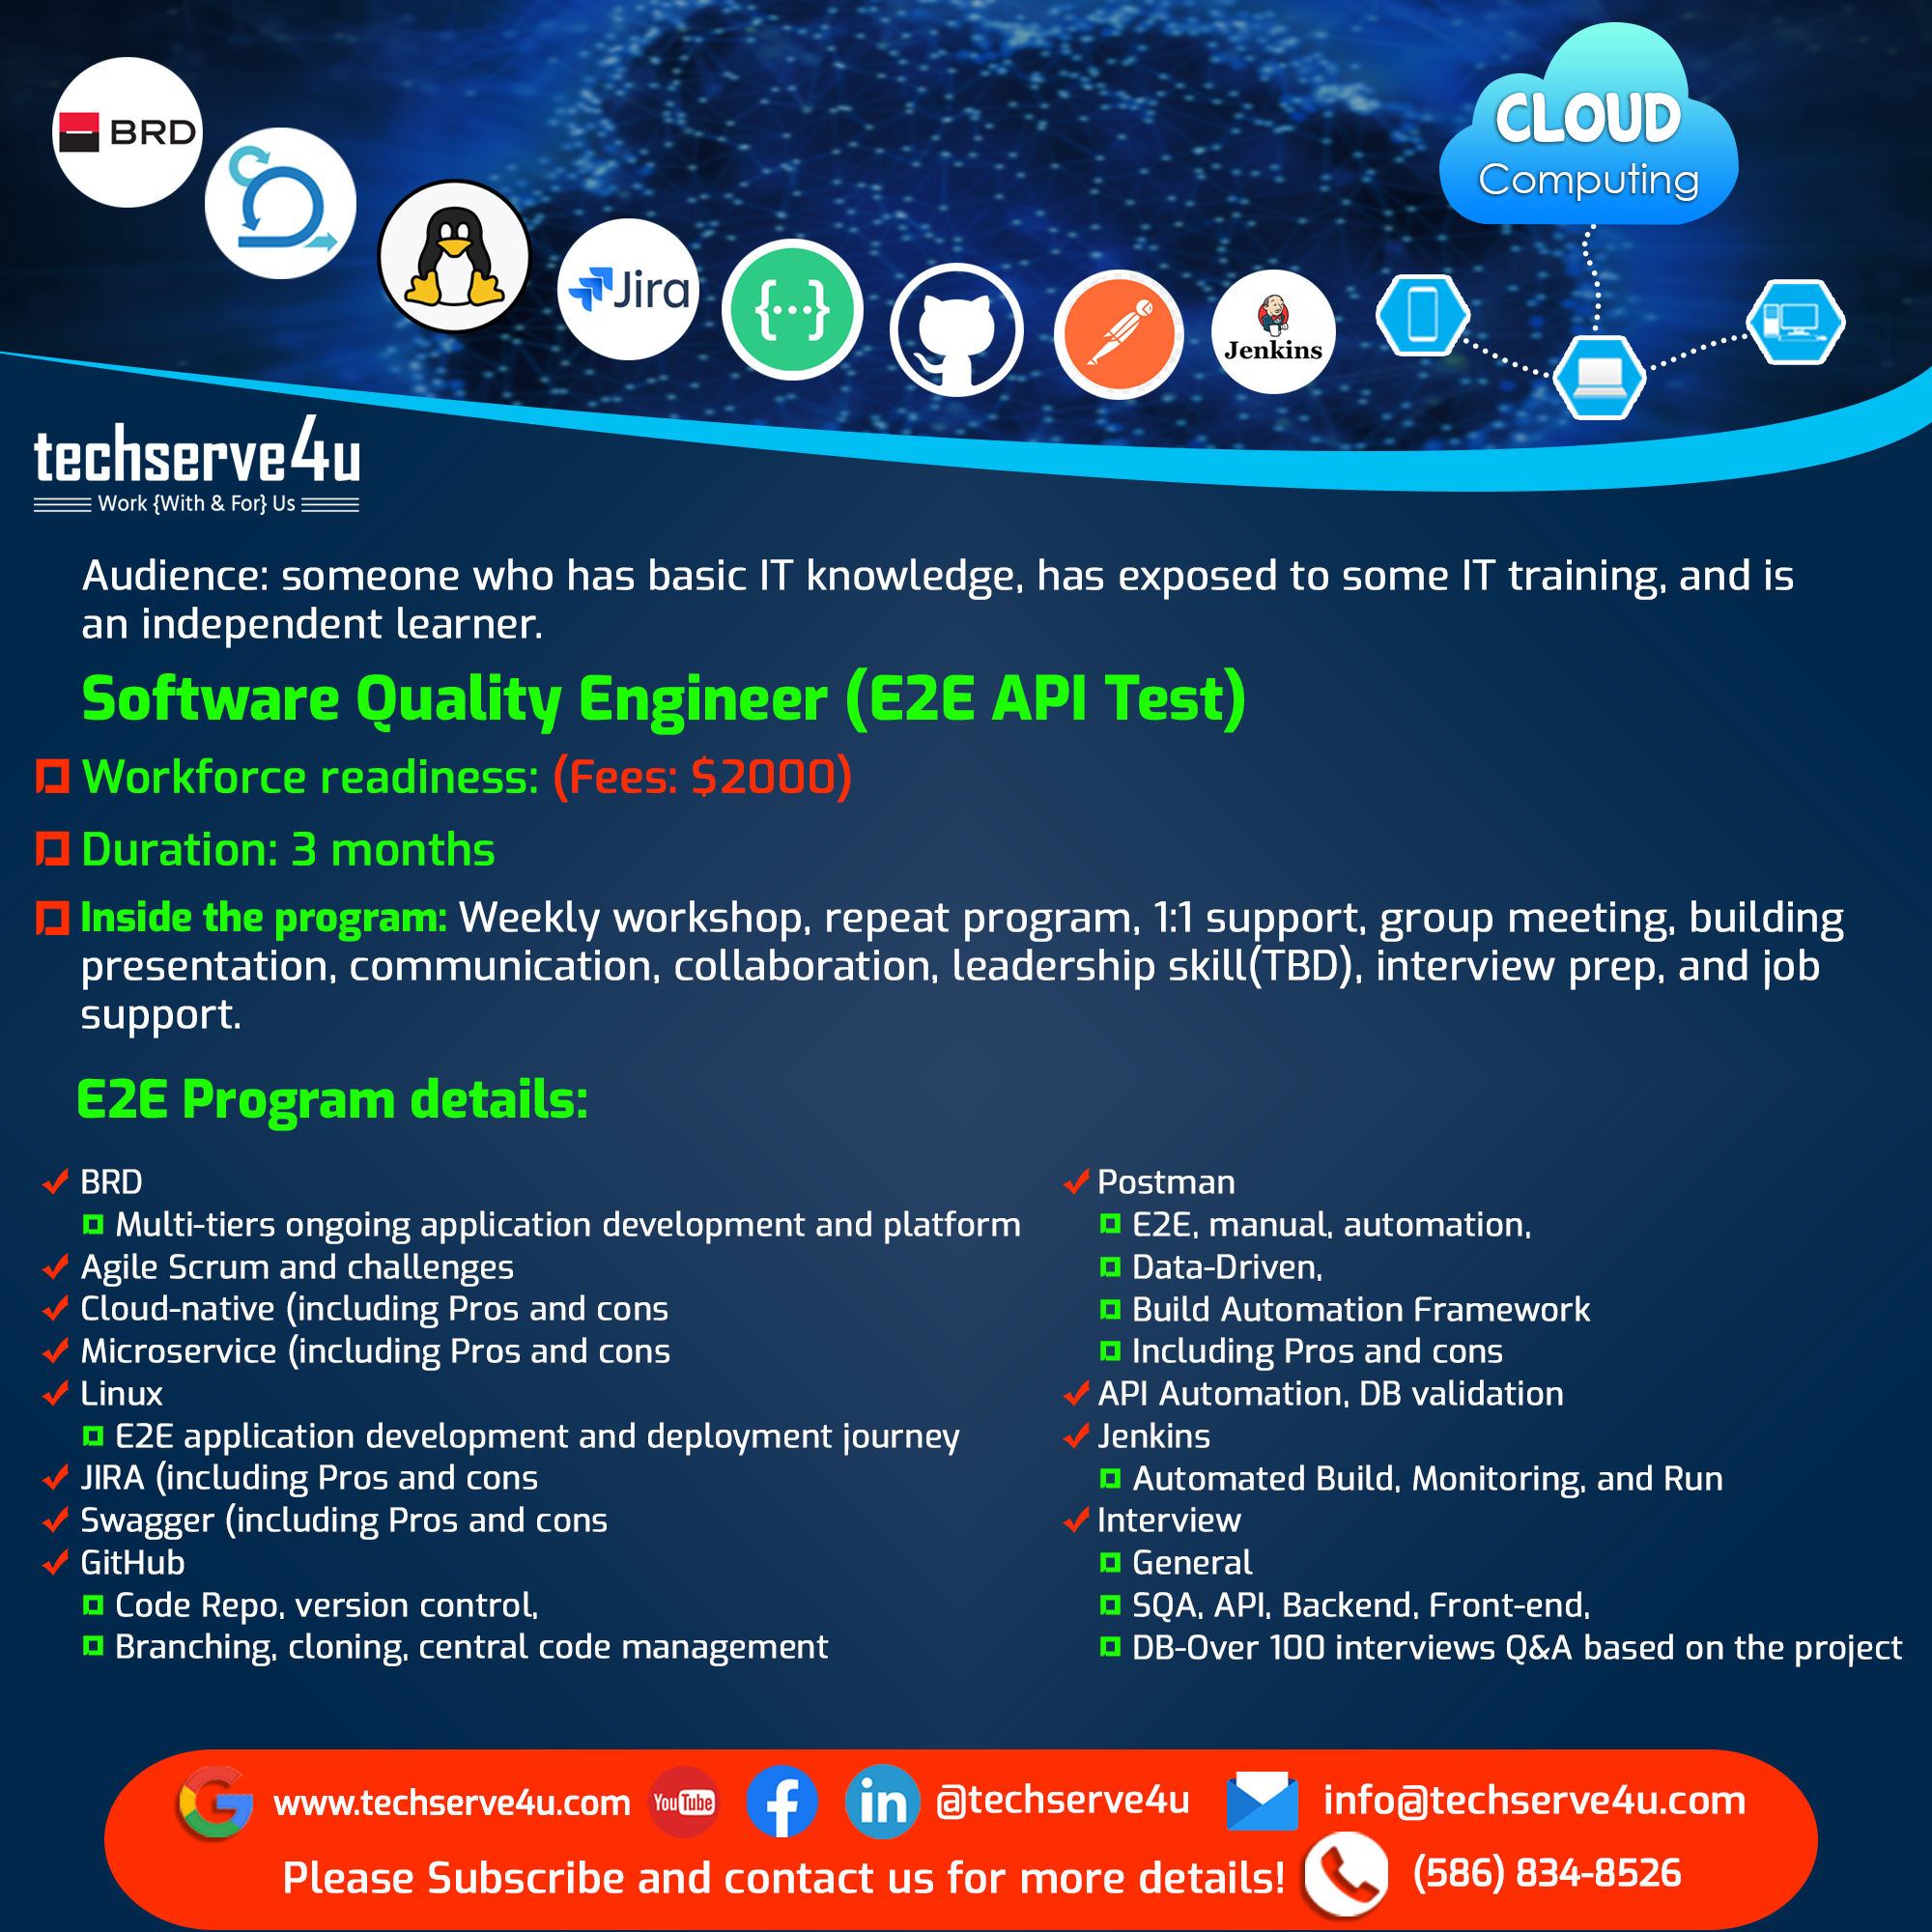 BRD
CLOUD
Computing
Jira
{···}
Jenkins
techserve4u
Work {With & For} Us
Audience: someone who has basic IT knowledge, has exposed to some IT training, and is
an independent learner.
Software Quality Engineer (E2E API Test)
Workforce readiness: (Fees: $2000)
Duration: 3 months
Inside the program: Weekly workshop, repeat program, 1:1 support, group meeting, building
presentation, communication, collaboration, leadership skill(TBD), interview prep, and job
support.
E2E Program details:
BRD
Multi-tiers ongoing application development and platform
Agile Scrum and challenges
Cloud-native (including Pros and cons
Microservice (including Pros and cons
Linux
E2E application development and deployment journey
JIRA (including Pros and cons
Swagger (including Pros and cons
GitHub
Code Repo, version control,
Branching, cloning, central code management
Postman
E2E, manual, automation,
Data-Driven,
Build Automation Framework
Including Pros and cons
API Automation, DB validation
Jenkins
Automated Build, Monitoring, and Run
Interview
General
SQA, API, Backend, Front-end,
DB-Over 100 interviews Q&A based on the project
www.techserve4u.com YouTube f in @techserve4u info@techserve4u.com
Please Subscribe and contact us for more details! (586) 834-8526